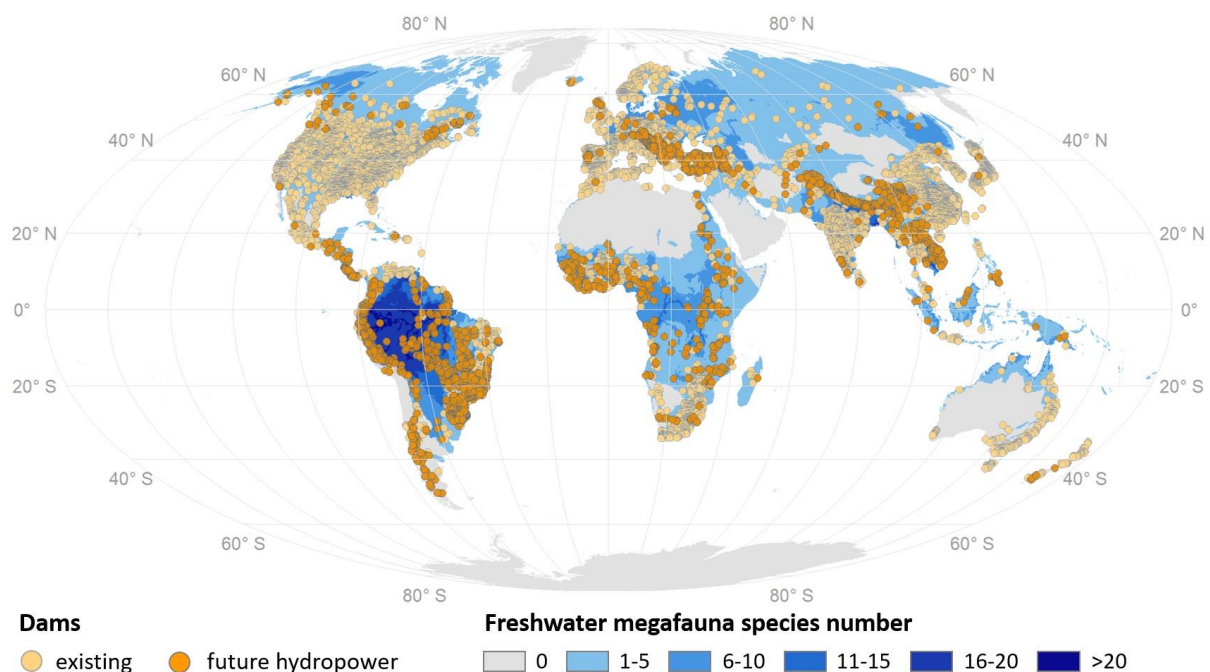 80° N 80° N
60° N 60° N
40° N 40° N
20° N 20° N
0° 0°
20° S 20° S
40° S 40° S
60° S 60° S
80° S 80° S
Dams
existing future hydropower
Freshwater megafauna species number
0 1-5 6-10 11-15 16-20 >20